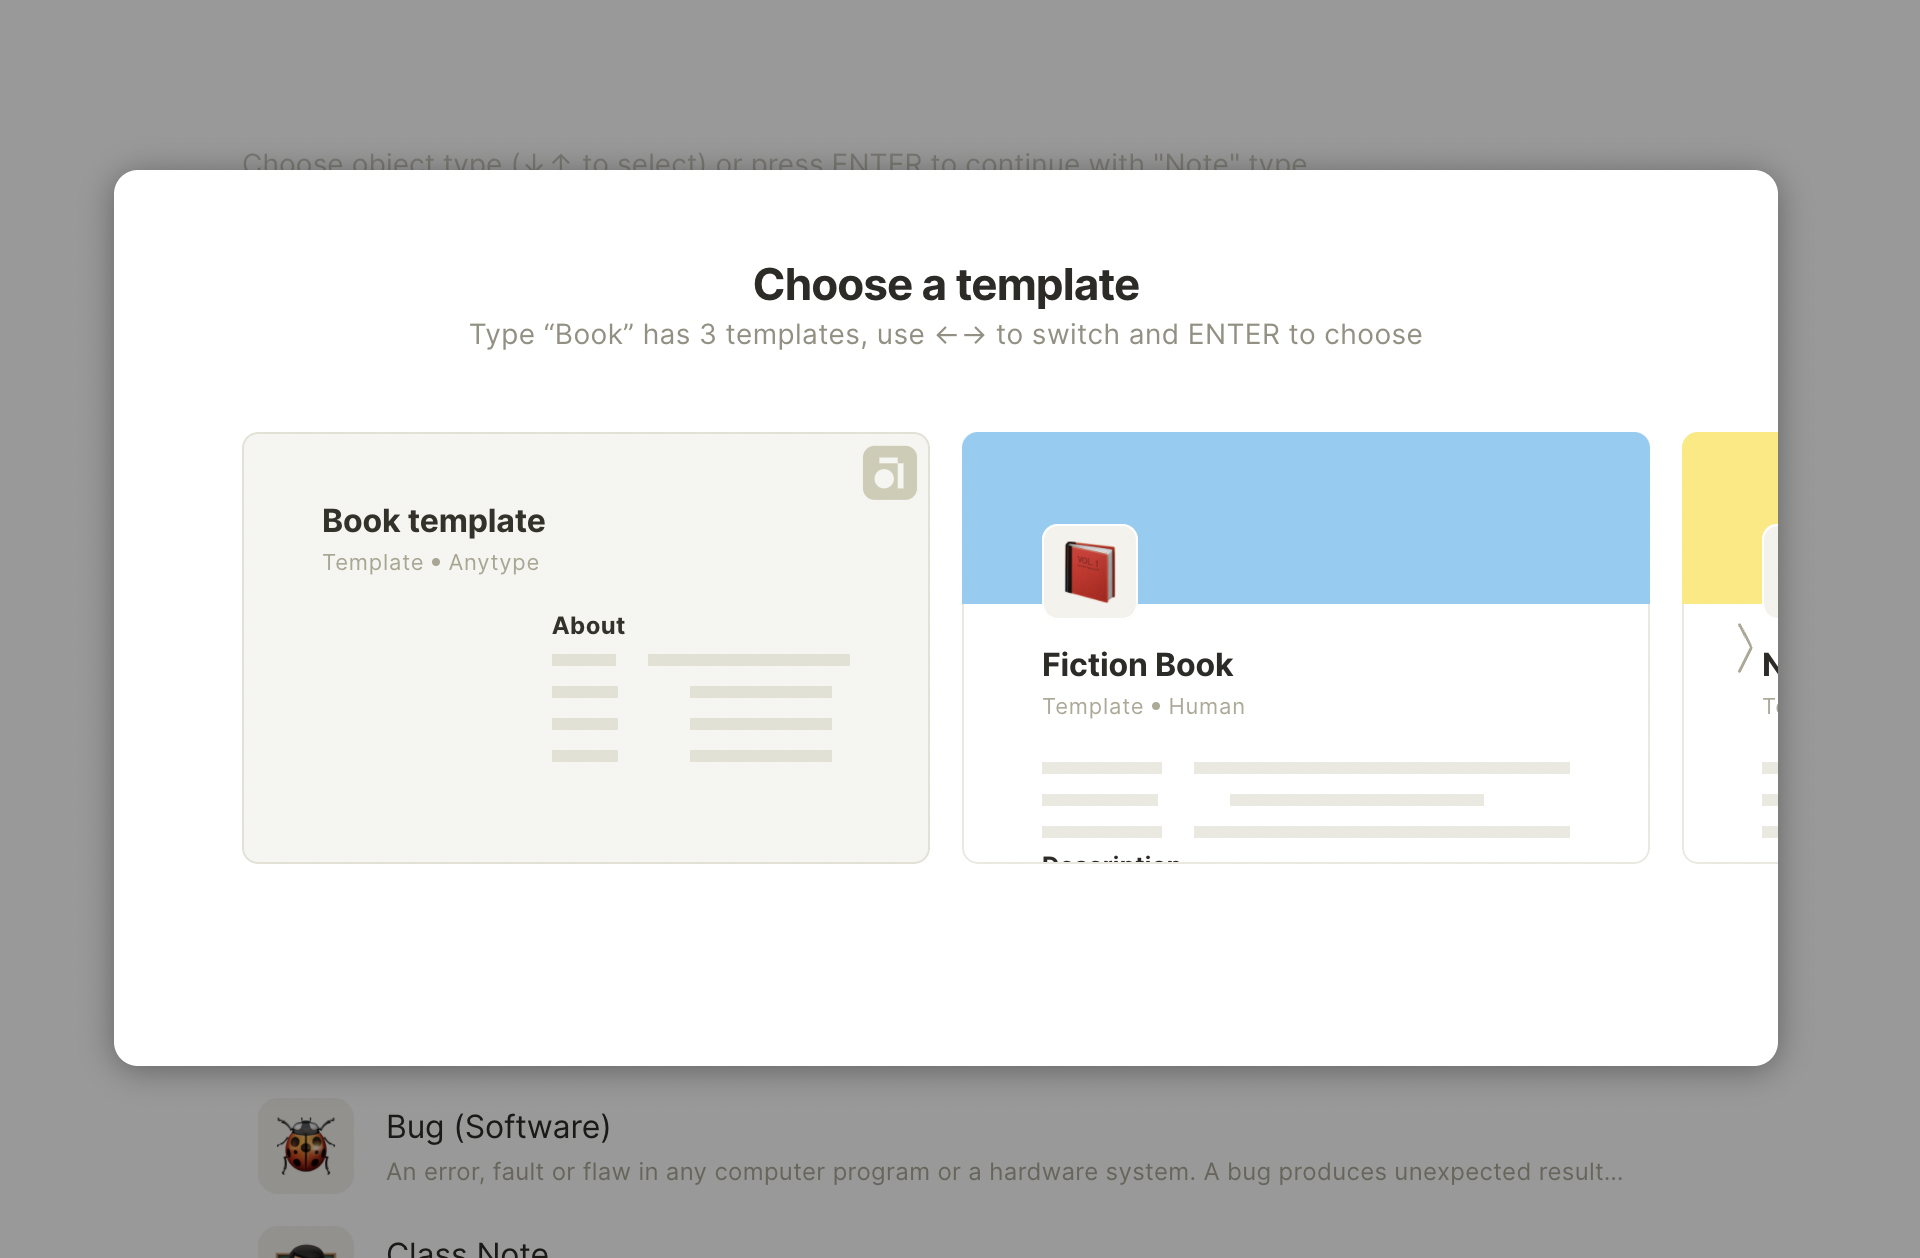 Choose object type (↓↑ to select) or press ENTER to continue with "Note" type
Choose a template
Type “Book” has 3 templates, use ←→ to switch and ENTER to choose
Book template
Template • Anytype
About
Fiction Book
Template • Human
Description
N
Te
Bug (Software)
An error, fault or flaw in any computer program or a hardware system. A bug produces unexpected result...
Class Note